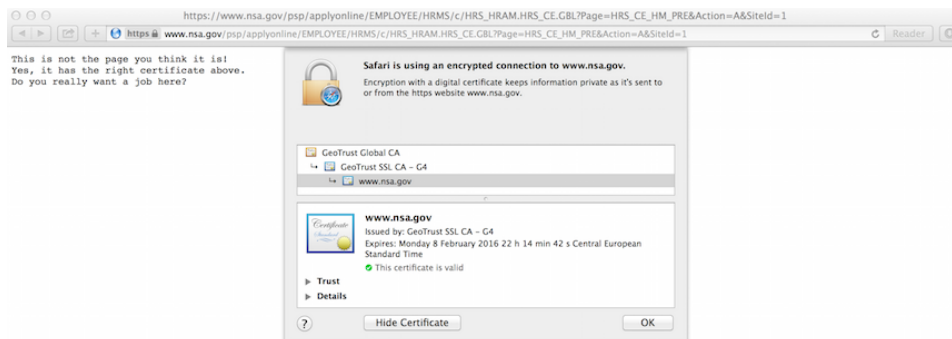 https://www.nsa.gov/psp/applyonline/EMPLOYEE/HRMS/c/HRS_HRAM.HRS_CE.GBL?Page=HRS_CE_HM_PRE&Action=A&SiteId=1
https www.nsa.gov/psp/applyonline/EMPLOYEE/HRMS/c/HRS_HRAM.HRS_CE.GBL?Page=HRS_CE_HM_PRE&Action=A&SiteId=1 Reader
This is not the page you think it is!
Yes, it has the right certificate above.
Do you really want a job here?
Safari is using an encrypted connection to www.nsa.gov.
Encryption with a digital certificate keeps information private as it's sent to
or from the https website www.nsa.gov.
GeoTrust Global CA
GeoTrust SSL CA - G4
www.nsa.gov
Certificate
Standard
www.nsa.gov
Issued by: GeoTrust SSL CA - G4
Expires: Monday 8 February 2016 22 h 14 min 42 s Central European
Standard Time
This certificate is valid
Trust
Details
? Hide Certificate OK